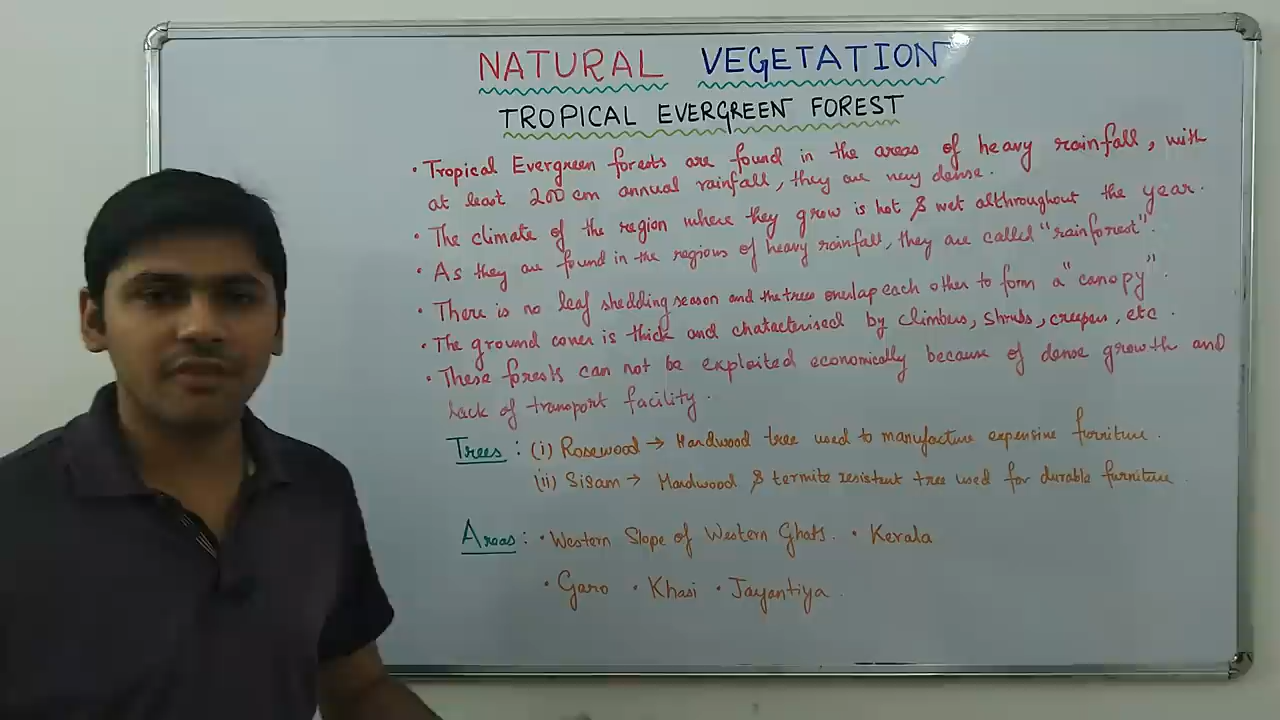 NATURAL VEGETATION
TROPICAL EVERGREEN FOREST
• Tropical Evergreen forests are found in the areas of heavy rainfall, with
at least 200 cm annual rainfall, they are very dense.
• The climate of the region where they grow is hot & wet althroughout the year.
• As they are found in the regions of heavy rainfall, they are called "rainforest".
• There is no leaf shedding season and the trees overlap each other to form a "canopy".
• The ground cover is thick and chatacterised by climbers, shrubs, creepers, etc.
• These forests can not be exploited economically because of dense growth and
lack of transport facility.
Trees: (i) Rosewood → Hardwood tree used to manufacture expensive furniture.
(ii) Sisam → Hardwood & termite resistent tree used for durable furniture.
Areas: • Western Slope of Western Ghats. • Kerala
• Garo • Khasi • Jayantiya.